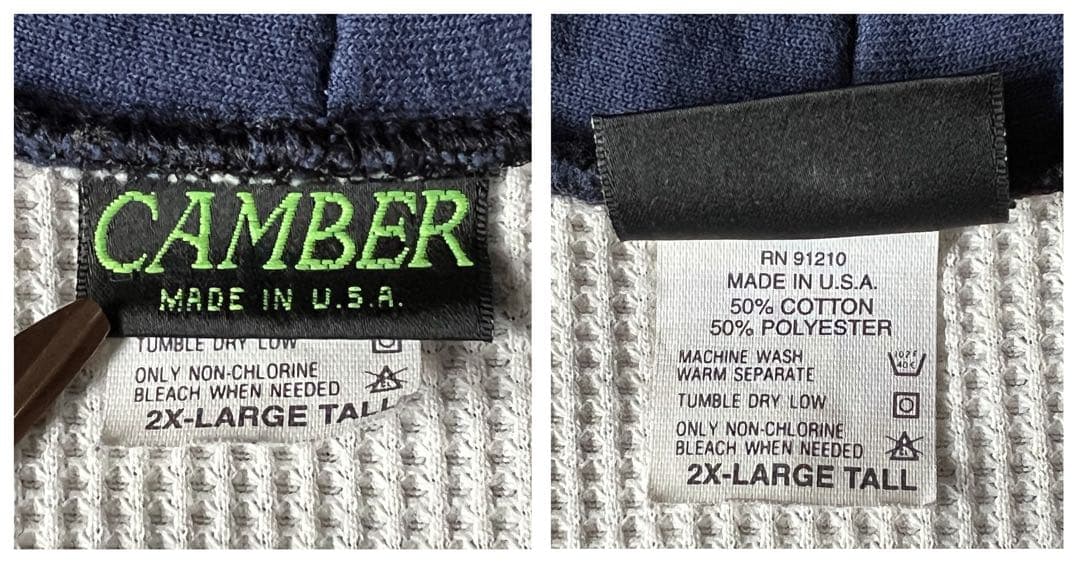 CAMBER
MADE IN U.S.A.
TUMBLE DRY LOW
ONLY NON-CHLORINE
BLEACH WHEN NEEDED
2X-LARGE TALL
RN 91210
MADE IN U.S.A.
50% COTTON
50% POLYESTER
MACHINE WASH
WARM SEPARATE
TUMBLE DRY LOW
ONLY NON-CHLORINE
BLEACH WHEN NEEDED
2X-LARGE TALL